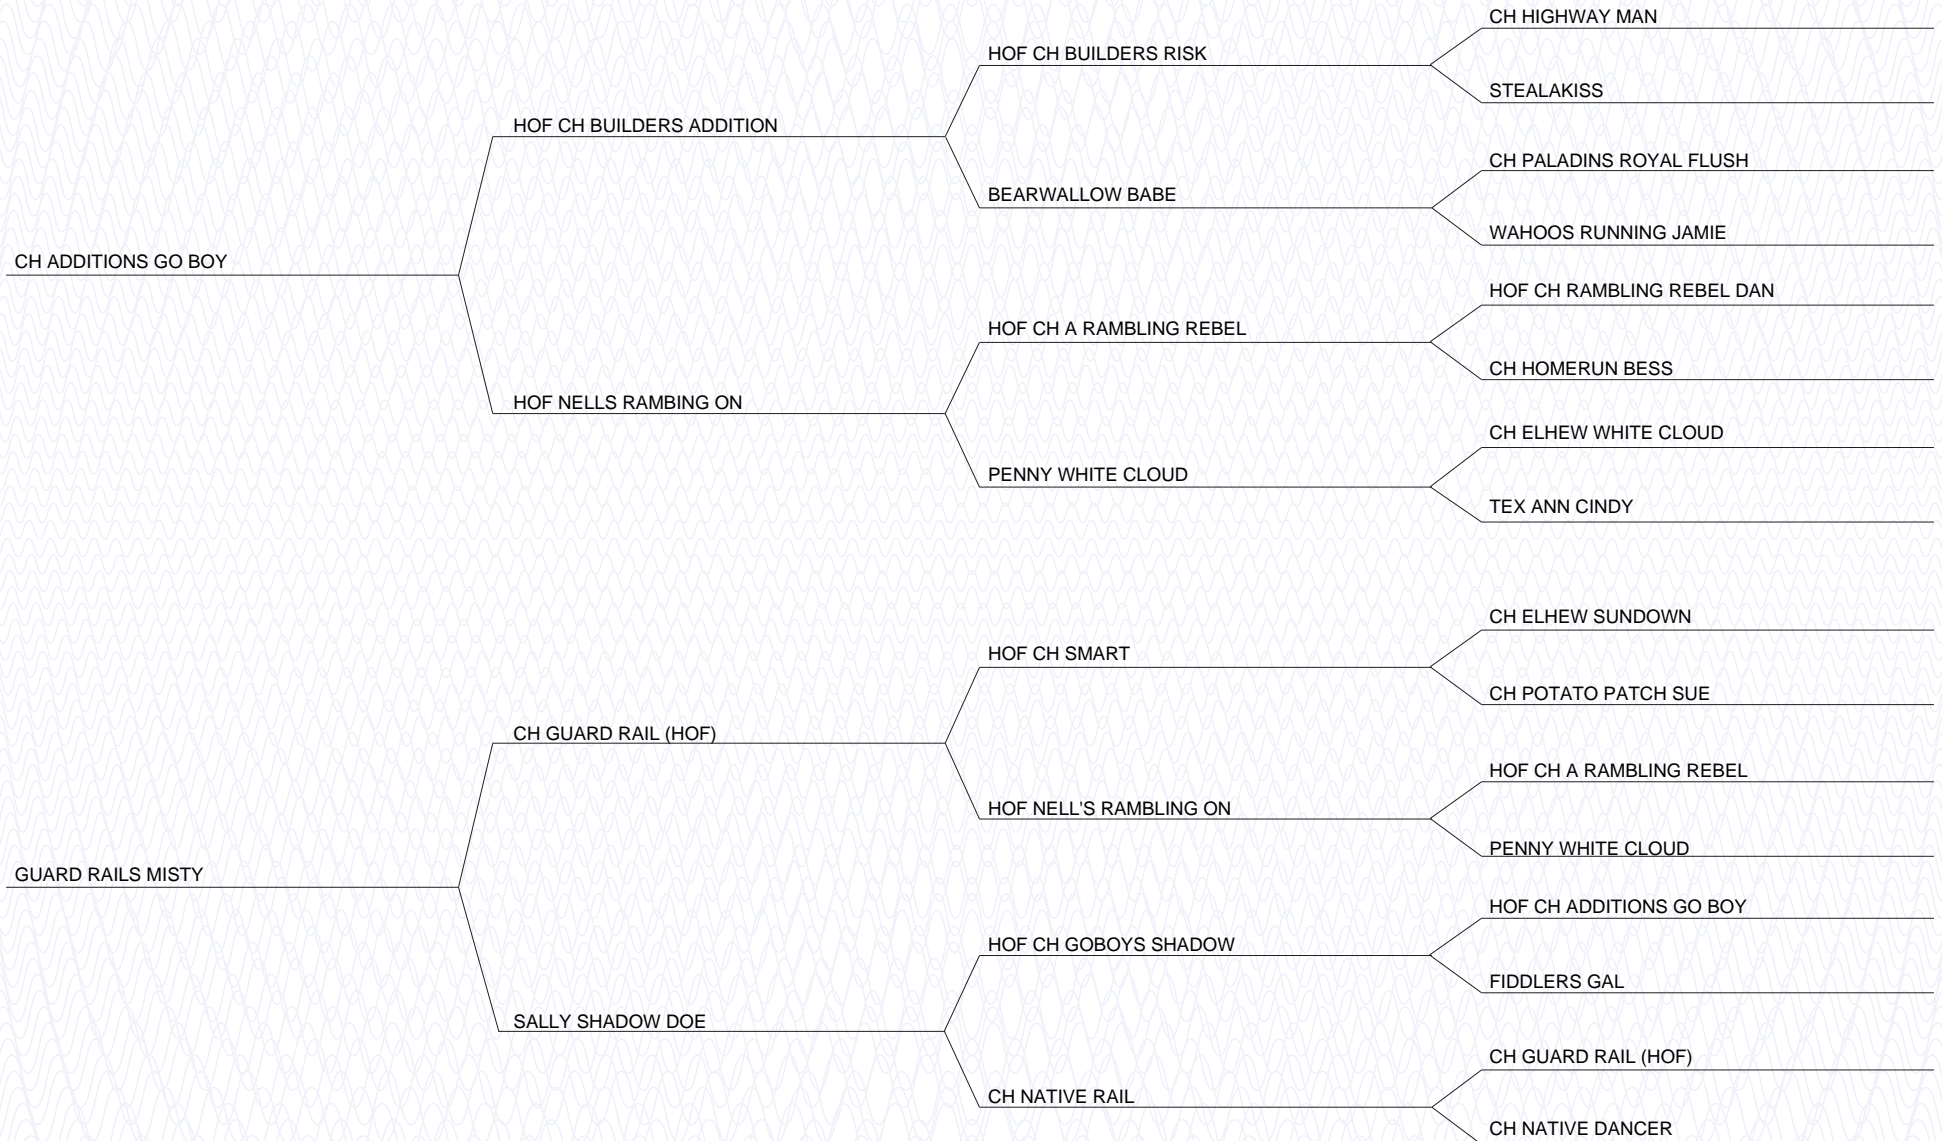 CH ADDITIONS GO BOY
HOF CH BUILDERS ADDITION
HOF CH BUILDERS RISK
CH HIGHWAY MAN
STEALAKISS
BEARWALLOW BABE
CH PALADINS ROYAL FLUSH
WAHOOS RUNNING JAMIE
HOF NELLS RAMBING ON
HOF CH A RAMBLING REBEL
HOF CH RAMBLING REBEL DAN
CH HOMERUN BESS
PENNY WHITE CLOUD
CH ELHEW WHITE CLOUD
TEX ANN CINDY
GUARD RAILS MISTY
CH GUARD RAIL (HOF)
HOF CH SMART
CH ELHEW SUNDOWN
CH POTATO PATCH SUE
HOF NELL'S RAMBLING ON
HOF CH A RAMBLING REBEL
PENNY WHITE CLOUD
SALLY SHADOW DOE
HOF CH GOBOYS SHADOW
HOF CH ADDITIONS GO BOY
FIDDLERS GAL
CH NATIVE RAIL
CH GUARD RAIL (HOF)
CH NATIVE DANCER